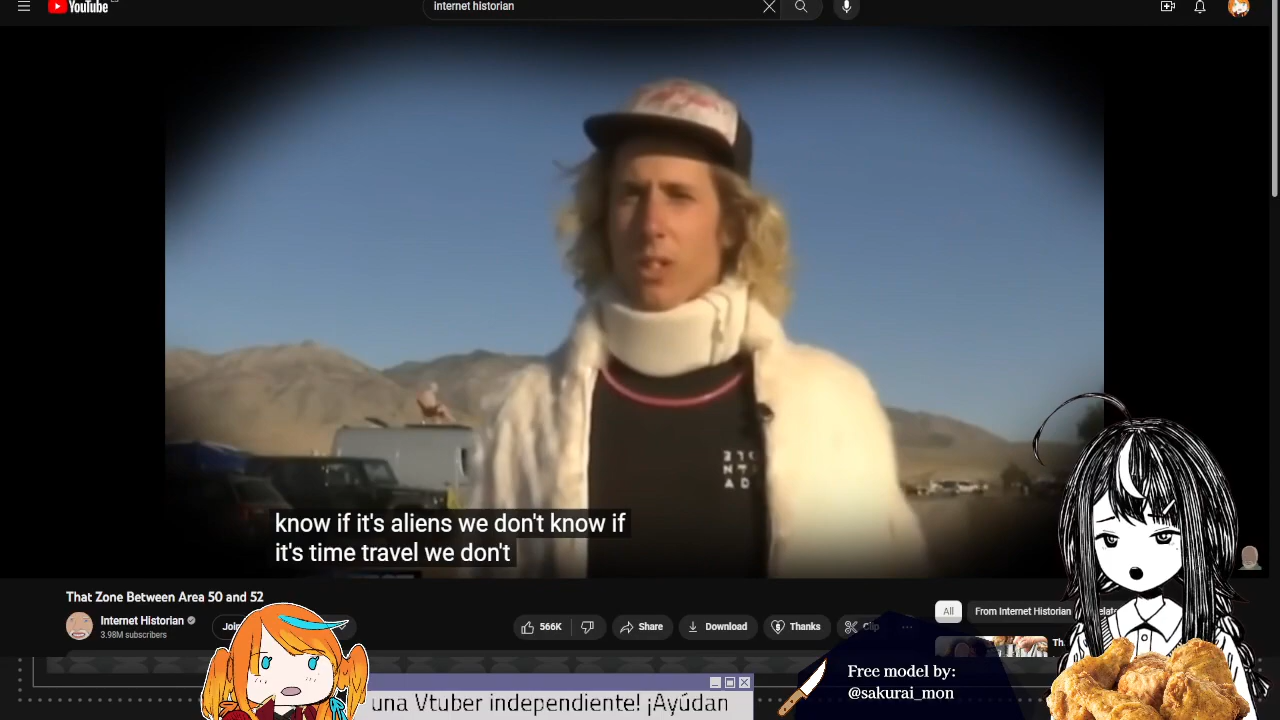 YouTube
internet historian
know if it's aliens we don't know if
it's time travel we don't
That Zone Between Area 50 and 52
Internet Historian
3.98M subscribers
566K
Share
Download
Thanks
Clip
All
From Internet Historian
Free model by:
@sakurai_mon
una Vtuber independiente! ¡Ayúdan